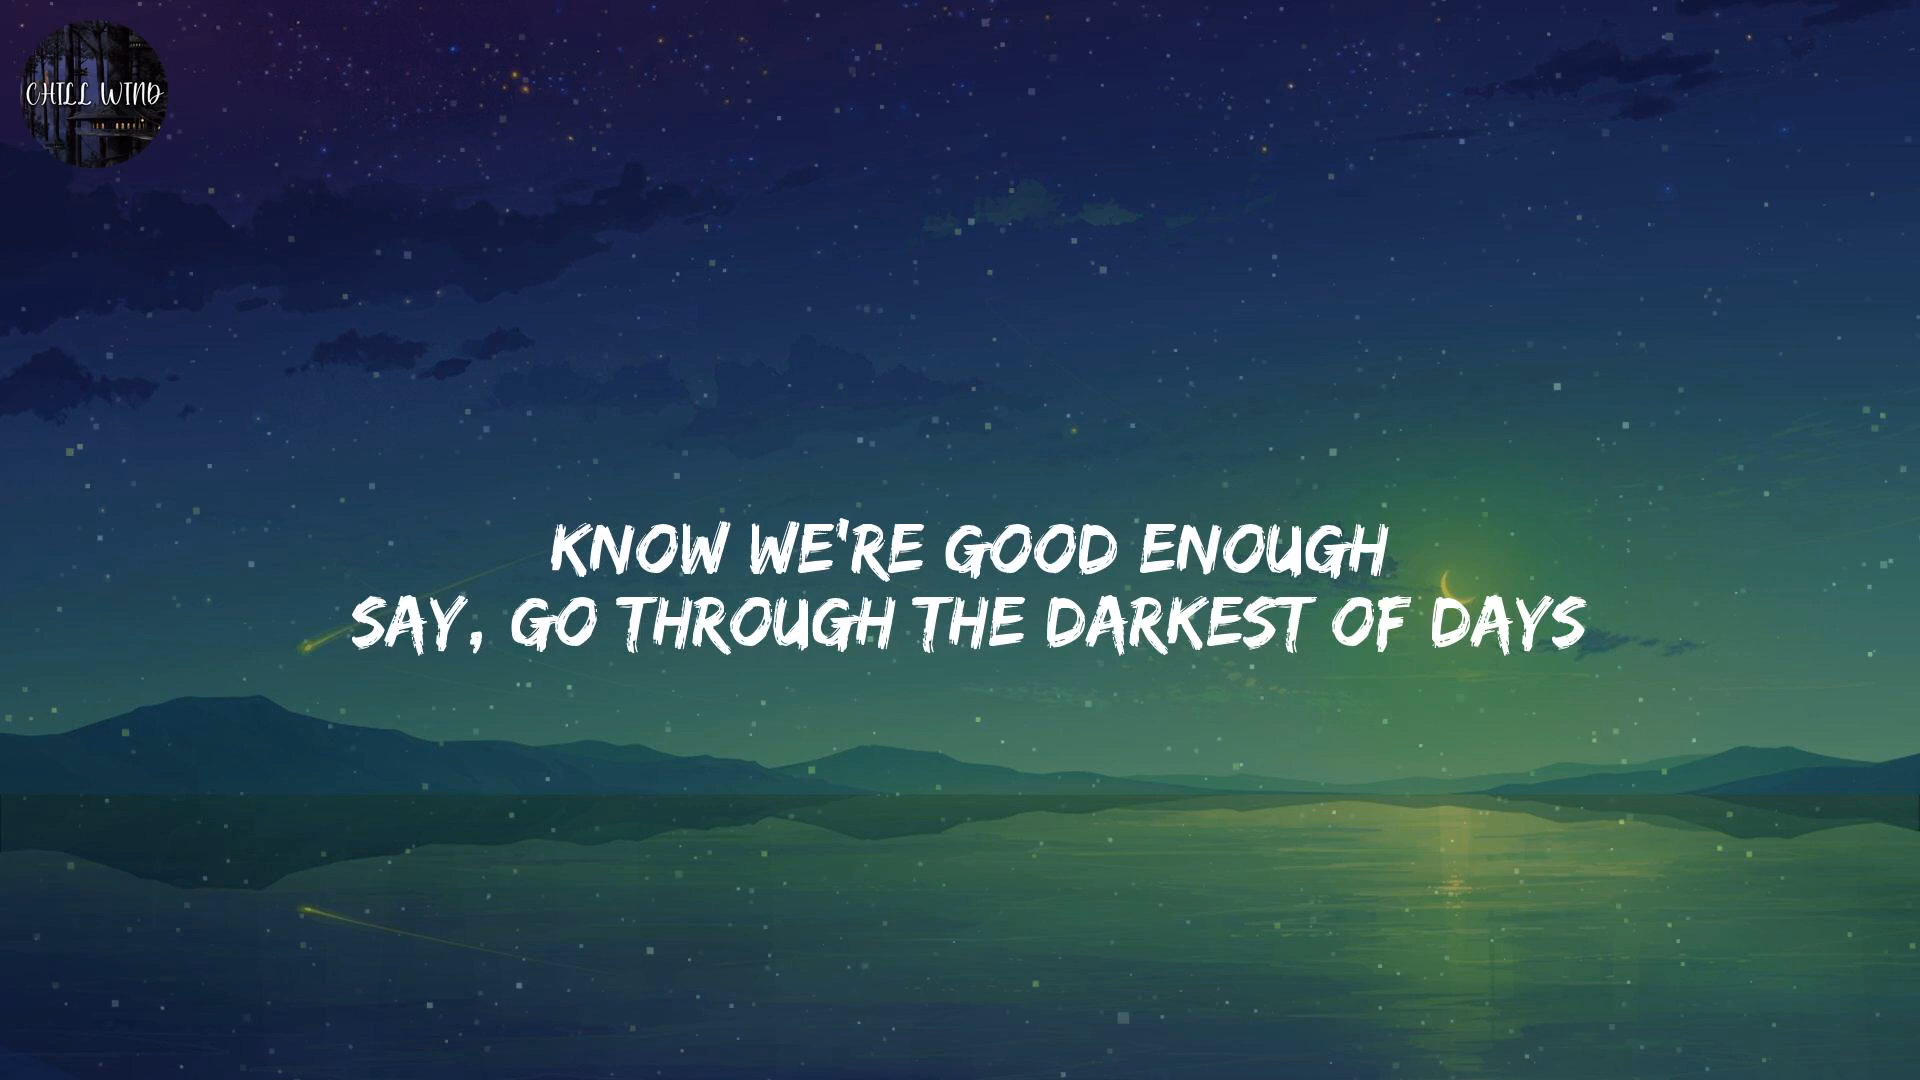 CHILL WIND
KNOW WE'RE GOOD ENOUGH
SAY, GO THROUGH THE DARKEST OF DAYS